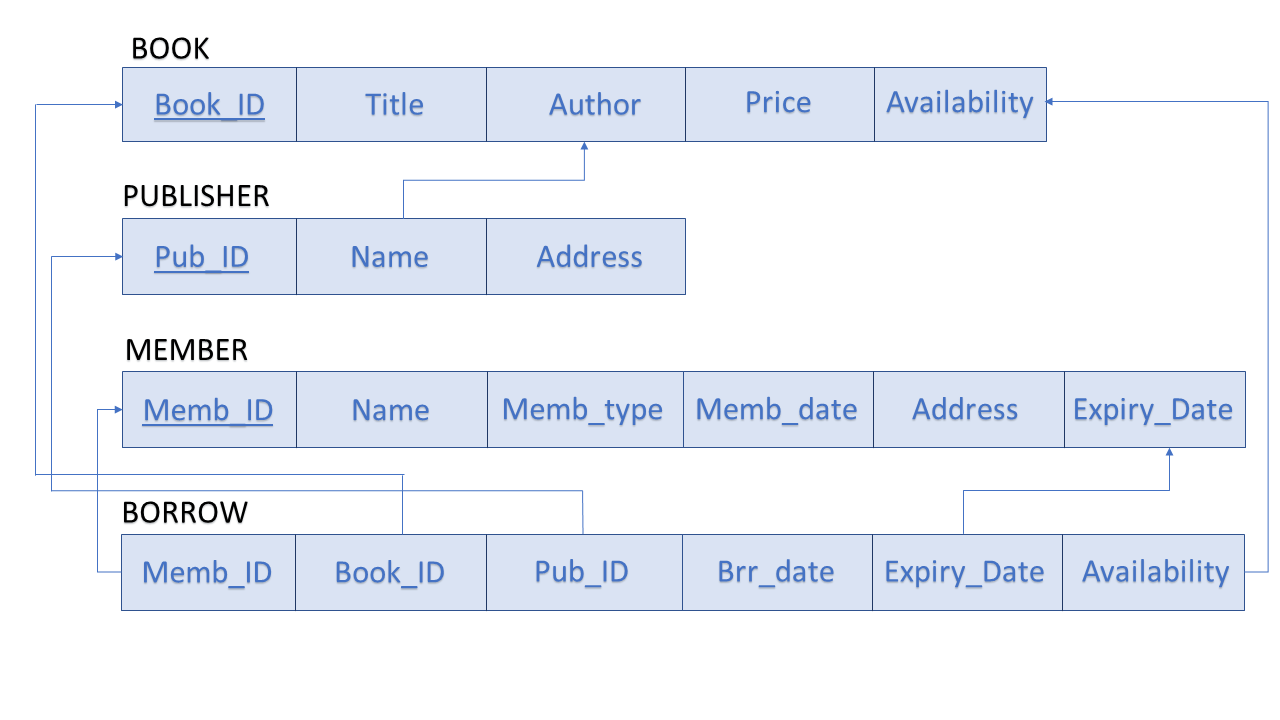 BOOK
Book_ID Title Author Price Availability
PUBLISHER
Pub_ID Name Address
MEMBER
Memb_ID Name Memb_type Memb_date Address Expiry_Date
BORROW
Memb_ID Book_ID Pub_ID Brr_date Expiry_Date Availability